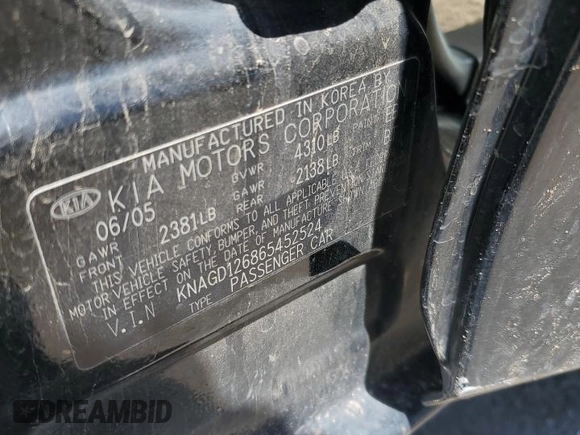 MANUFACTURED IN KOREA BY
KIA KIA MOTORS CORPORATION
06/05 GVWR 4310LB
GAWR FRONT 2381LB GAWR REAR 2138LB
THIS VEHICLE CONFORMS TO ALL APPLICABLE
MOTOR VEHICLE SAFETY, BUMPER, AND THEFT PREVENTION
IN EFFECT ON THE DATE OF MANUFACTURE SHOWN
V.I.N KNAGD126865452524
TYPE PASSENGER CAR
DREAMBID